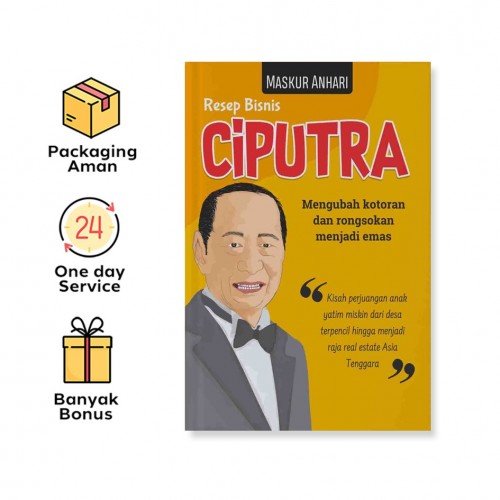 Packaging
Aman
24
One day
Service
Banyak
Bonus
MASKUR ANHARI
Resep Bisnis
CiPUTRA
Mengubah kotoran
dan rongsokan
menjadi emas
“Kisah perjuangan anak
yatim miskin dari desa
terpencil hingga menjadi
raja real estate Asia
Tenggara”